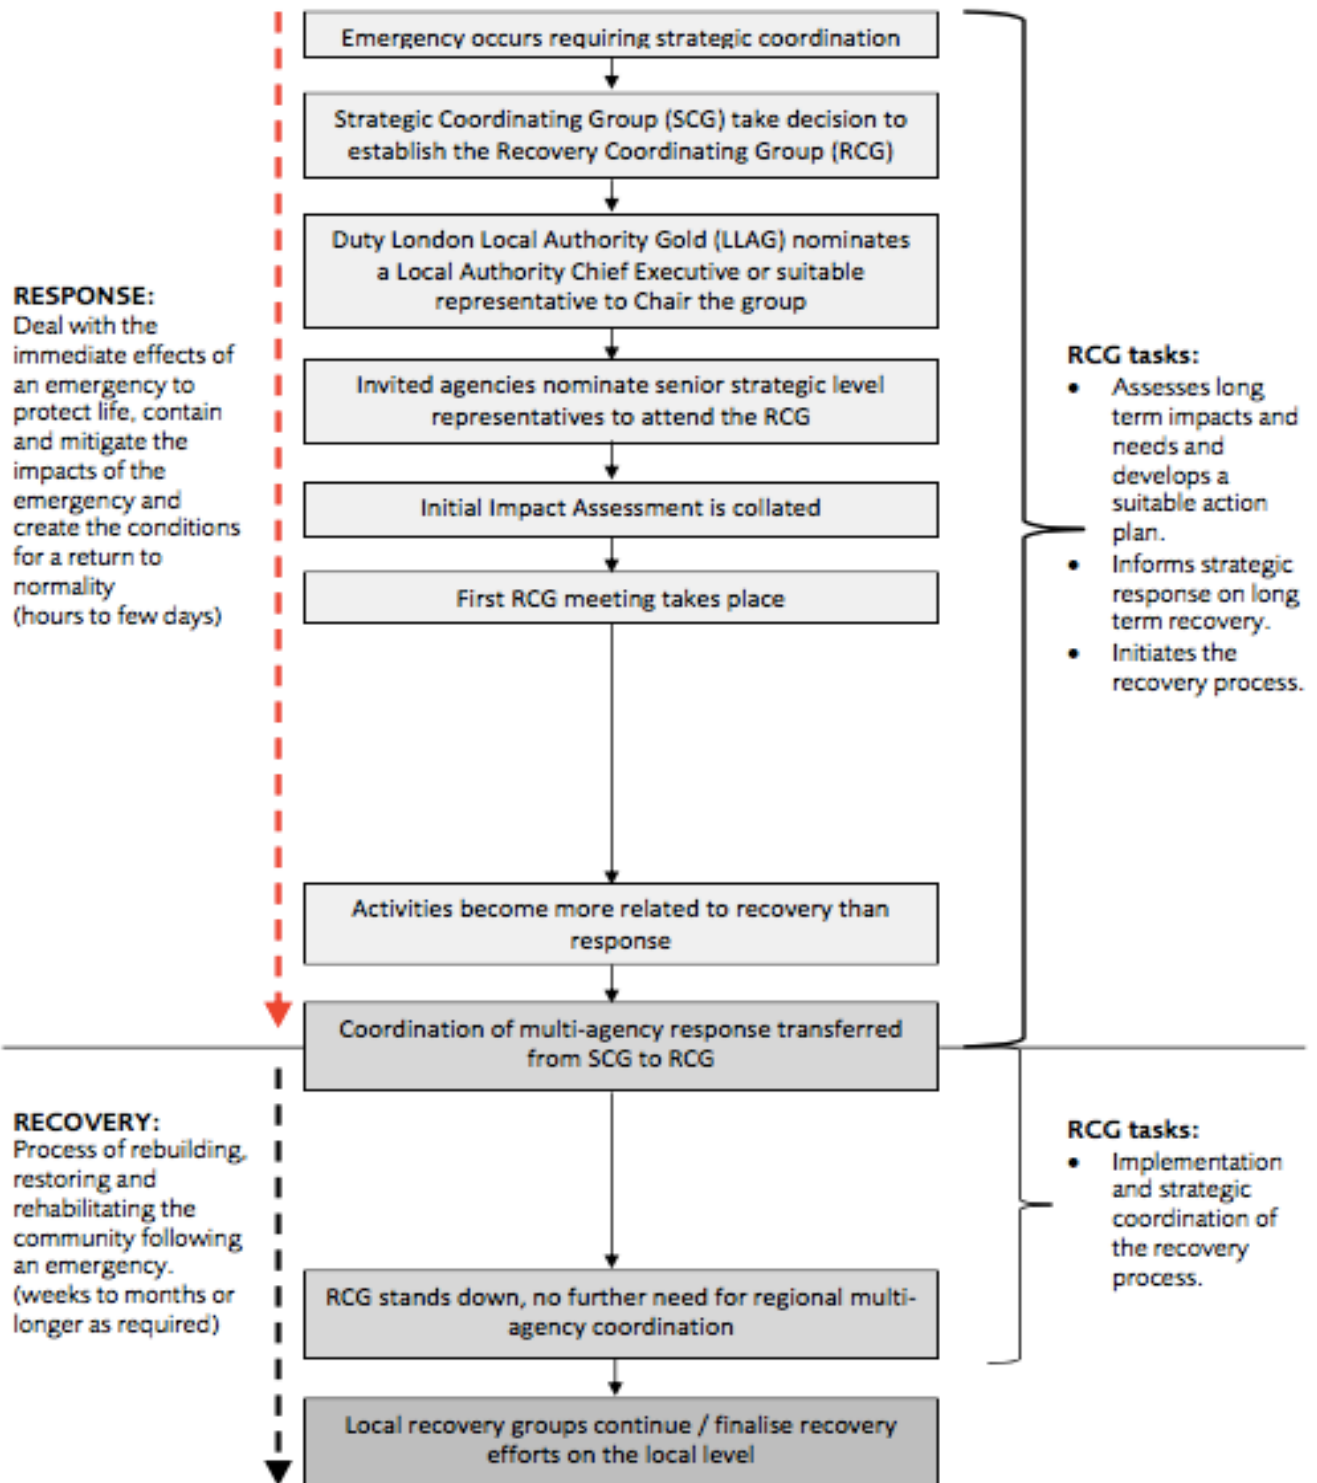 Emergency occurs requiring strategic coordination
Strategic Coordinating Group (SCG) take decision to
establish the Recovery Coordinating Group (RCG)
Duty London Local Authority Gold (LLAG) nominates
a Local Authority Chief Executive or suitable
representative to Chair the group
Invited agencies nominate senior strategic level
representatives to attend the RCG
Initial Impact Assessment is collated
First RCG meeting takes place
Activities become more related to recovery than
response
Coordination of multi-agency response transferred
from SCG to RCG
RCG stands down, no further need for regional multi-
agency coordination
Local recovery groups continue / finalise recovery
efforts on the local level
RESPONSE:
Deal with the
immediate effects of
an emergency to
protect life, contain
and mitigate the
impacts of the
emergency and
create the conditions
for a return to
normality
(hours to few days)
RECOVERY:
Process of rebuilding,
restoring and
rehabilitating the
community following
an emergency.
(weeks to months or
longer as required)
RCG tasks:
• Assesses long
term impacts and
needs and
develops a
suitable action
plan.
• Informs strategic
response on long
term recovery.
• Initiates the
recovery process.
RCG tasks:
• Implementation
and strategic
coordination of
the recovery
process.